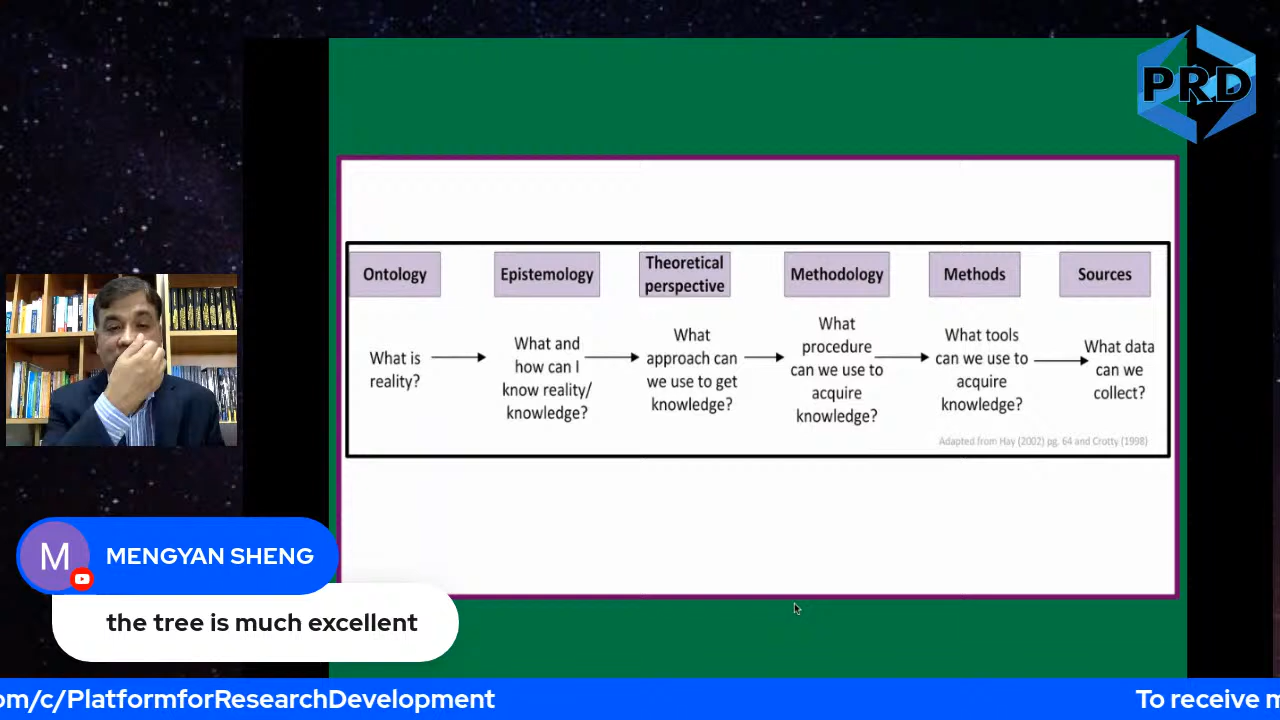 PRD
Ontology
Epistemology
Theoretical
perspective
Methodology
Methods
Sources
What is
reality?
What and
how can I
know reality/
knowledge?
What
approach can
we use to get
knowledge?
What
procedure
can we use to
acquire
knowledge?
What tools
can we use to
acquire
knowledge?
What data
can we
collect?
Adapted from Hay (2002) pg. 64 and Crotty (1998)
M
MENGYAN SHENG
the tree is much excellent
om/c/PlatformforResearchDevelopment
To receive m